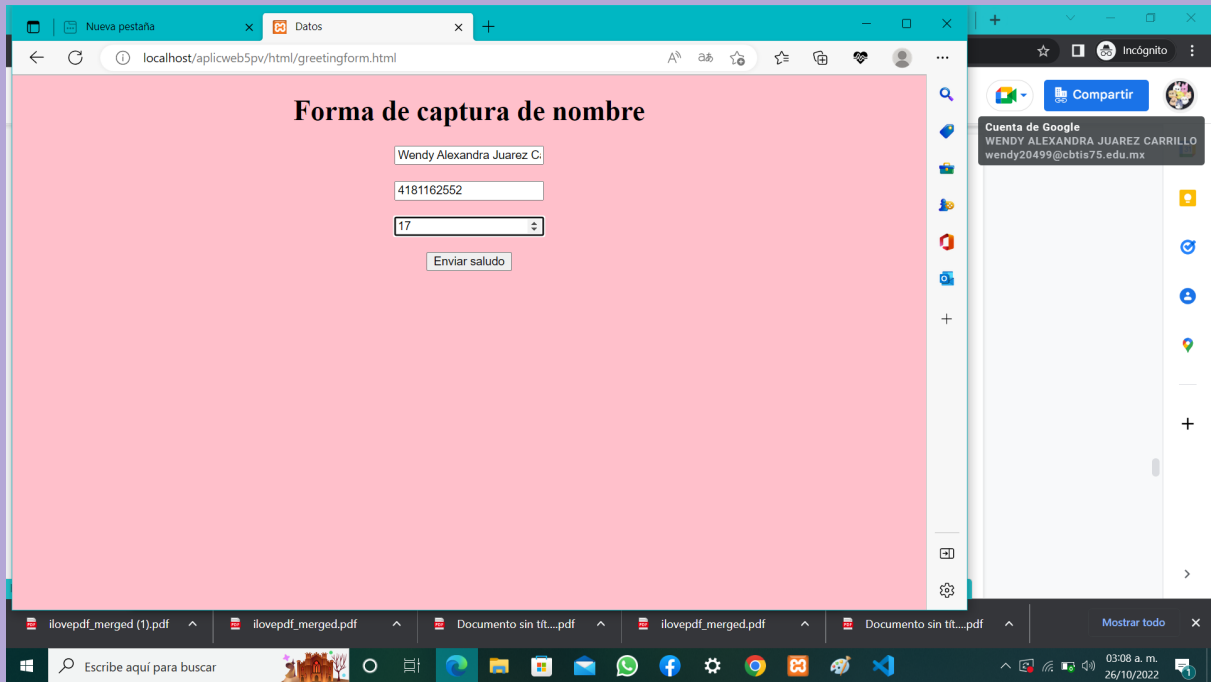 Nueva pestaña
Datos
localhost/aplicweb5pv/html/greetingform.html
Incógnito
Compartir
Cuenta de Google
WENDY ALEXANDRA JUAREZ CARRILLO
wendy20499@cbtis75.edu.mx
Forma de captura de nombre
Wendy Alexandra Juarez C
4181162552
17
Enviar saludo
ilovepdf_merged (1).pdf
ilovepdf_merged.pdf
Documento sin tít....pdf
ilovepdf_merged.pdf
Documento sin tít....pdf
Mostrar todo
Escribe aquí para buscar
03:08 a. m.
26/10/2022